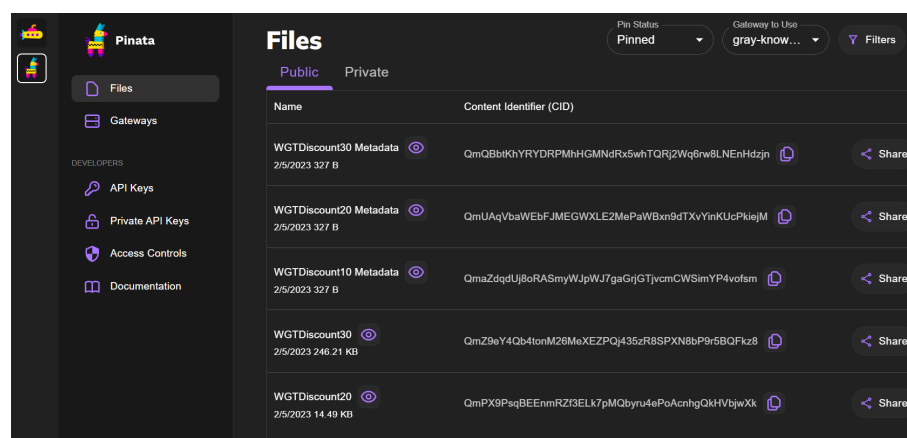 Pinata
Files
Gateways
DEVELOPERS
API Keys
Private API Keys
Access Controls
Documentation
Files
Pin Status
Pinned
Gateway to Use
gray-know...
Filters
Public
Private
Name
Content Identifier (CID)
WGTDiscount30 Metadata
2/5/2023 327 B
QmQBbtKhYRYDRPMhHGMNdRx5whTQRj2Wq6rw8LNEnHdzjn
Share
WGTDiscount20 Metadata
2/5/2023 327 B
QmUAqVbaWEbFJMEGWXLE2MePaWBxn9dTXvYinKUcPkiejM
Share
WGTDiscount10 Metadata
2/5/2023 327 B
QmaZdqdUj8oRASmyWJpWJ7gaGrjGTjvcmCWSimYP4vofsm
Share
WGTDiscount30
2/5/2023 246.21 KB
QmZ9eY4Qb4tonM26MeXEZPQj435zR8SPXN8bP9r5BQFkz8
Share
WGTDiscount20
2/5/2023 14.49 KB
QmPX9PsqBEEnmRZf3ELk7pMQbyru4ePoAcnhgQkHVbjwXk
Share